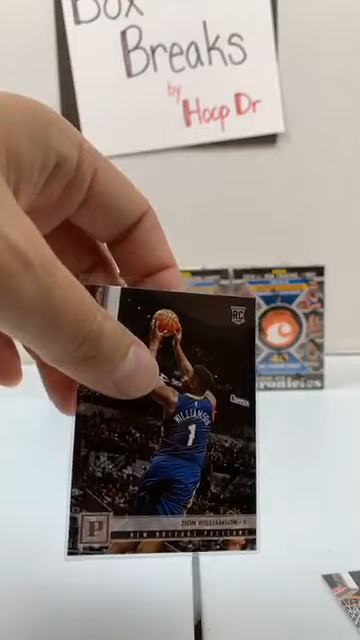 Box
Breaks
by
Hoop Dr
RC
WILLIAMSON
1
P
ZION WILLIAMSON • F
NEW ORLEANS PELICANS